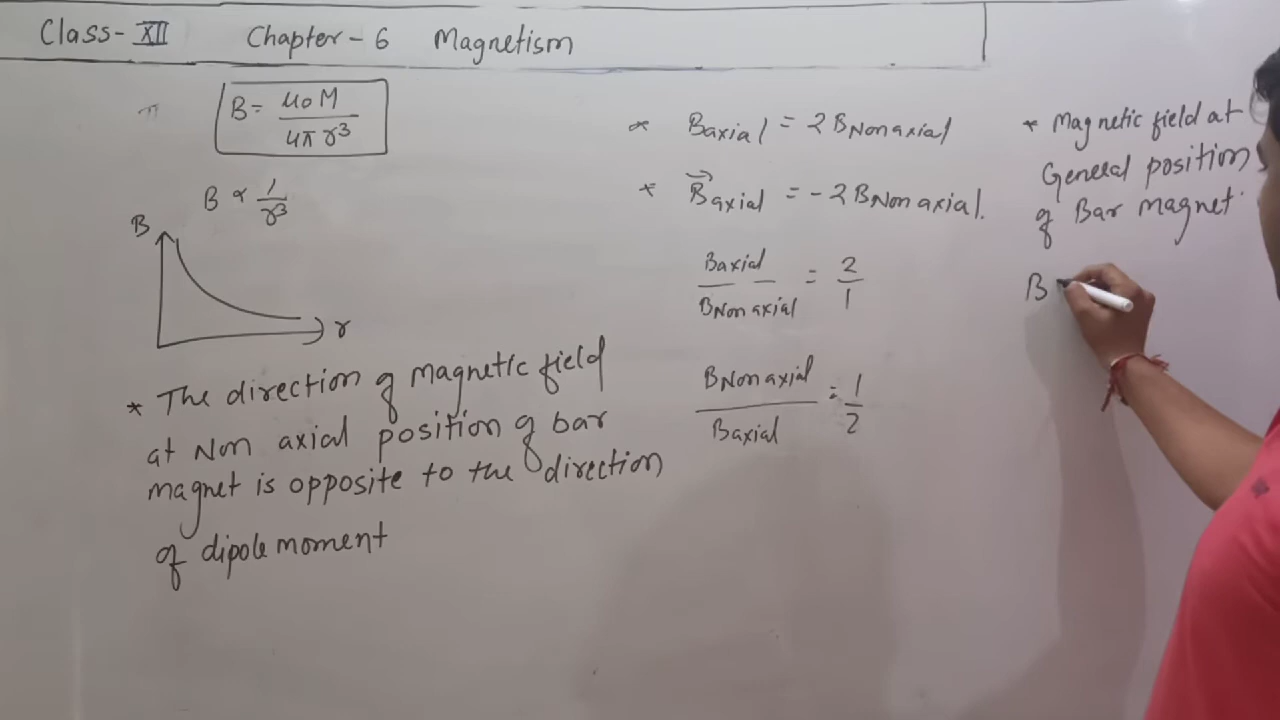 Class-XII Chapter-6 Magnetism
B= μ0 M / 4π r³
B ∝ 1 / r³
B
r
* The direction of magnetic field
at Non axial position of bar
magnet is opposite to the direction
of dipole moment
* Baxial = 2 BNonaxial
* B⃗axial = -2 BNonaxial.
Baxial / BNonaxial = 2 / 1
BNonaxial / Baxial = 1 / 2
* Magnetic field at
General position
of Bar magnet.
B